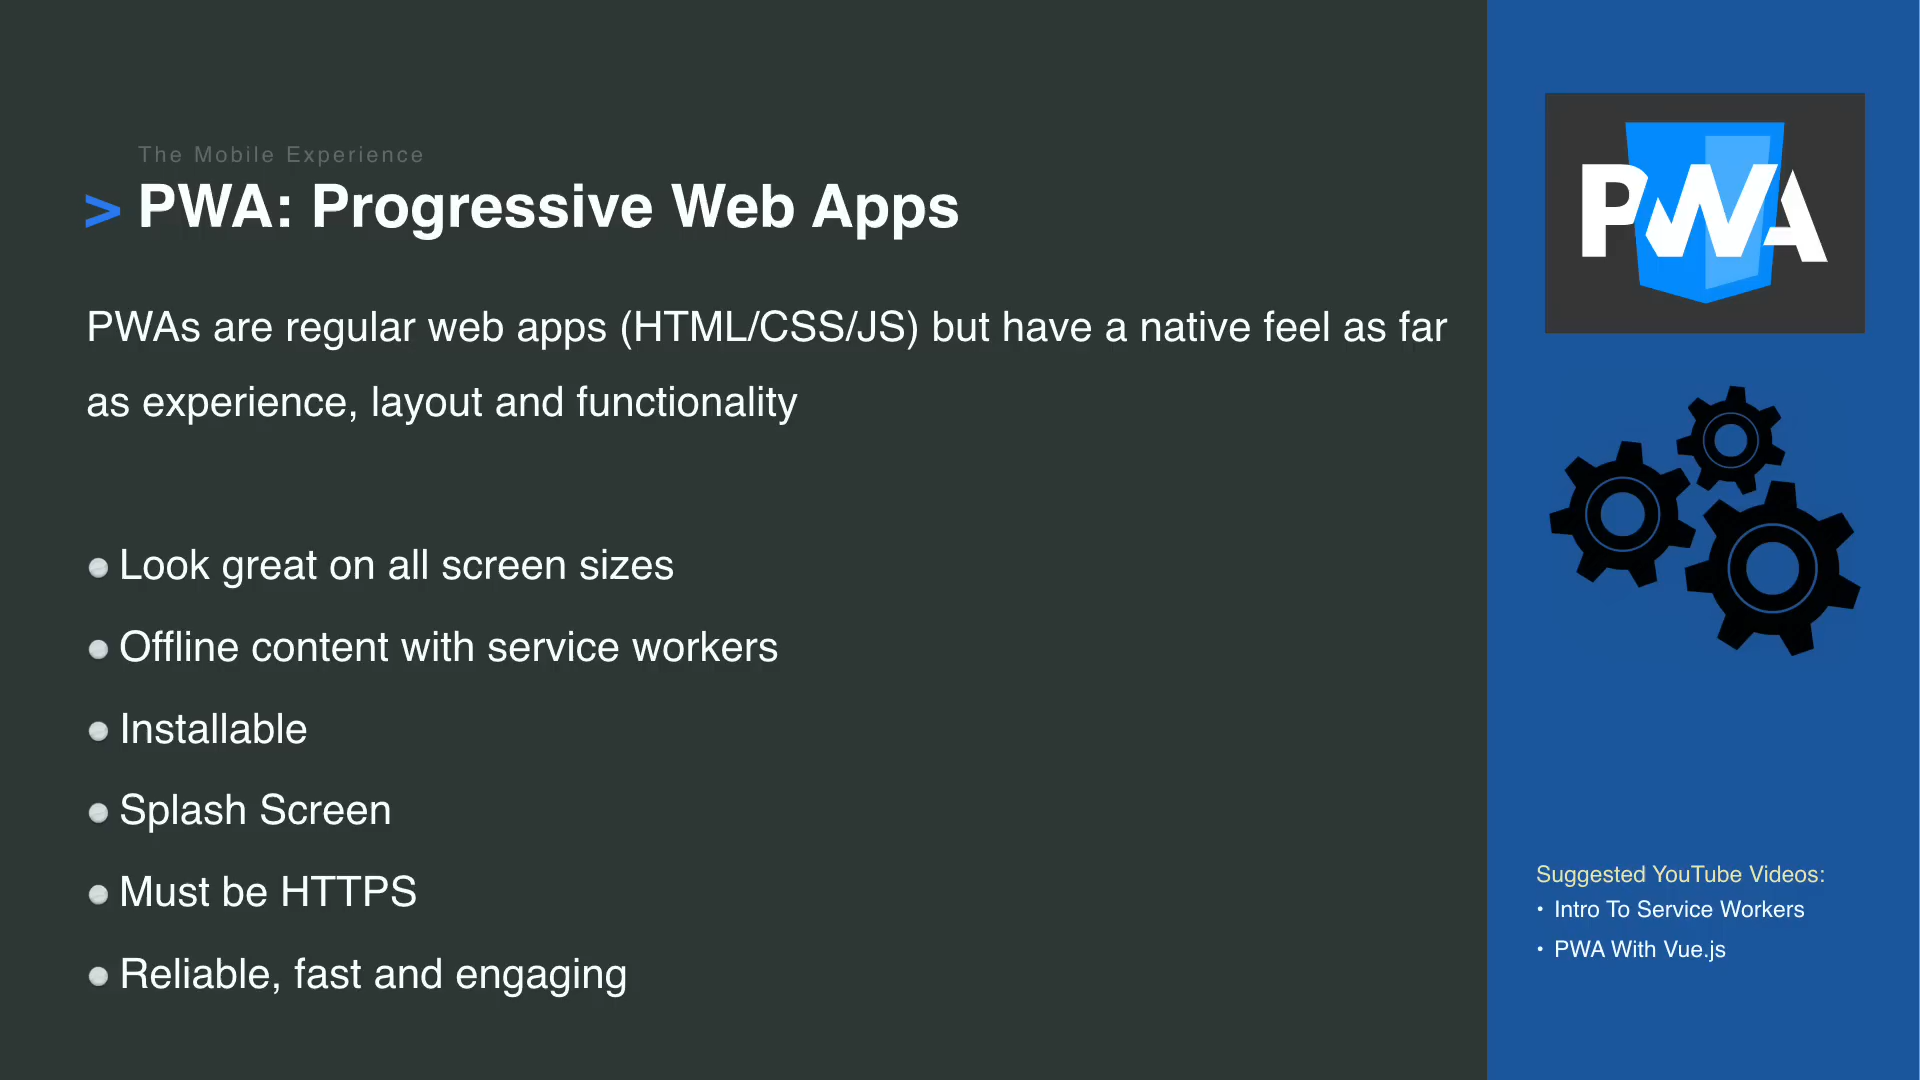 The Mobile Experience
> PWA: Progressive Web Apps
PWAs are regular web apps (HTML/CSS/JS) but have a native feel as far
as experience, layout and functionality
Look great on all screen sizes
Offline content with service workers
Installable
Splash Screen
Must be HTTPS
Reliable, fast and engaging
PWA
Suggested YouTube Videos:
• Intro To Service Workers
• PWA With Vue.js